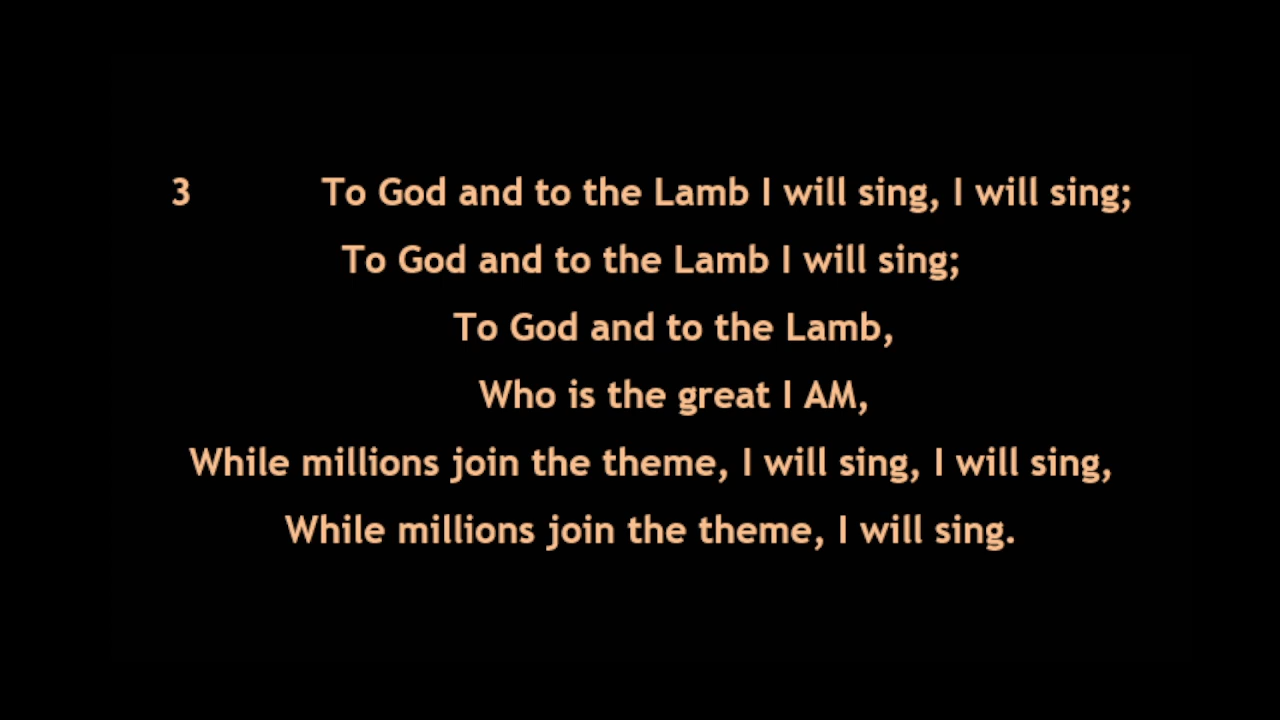 3 To God and to the Lamb I will sing, I will sing;
To God and to the Lamb I will sing;
To God and to the Lamb,
Who is the great I AM,
While millions join the theme, I will sing, I will sing,
While millions join the theme, I will sing.